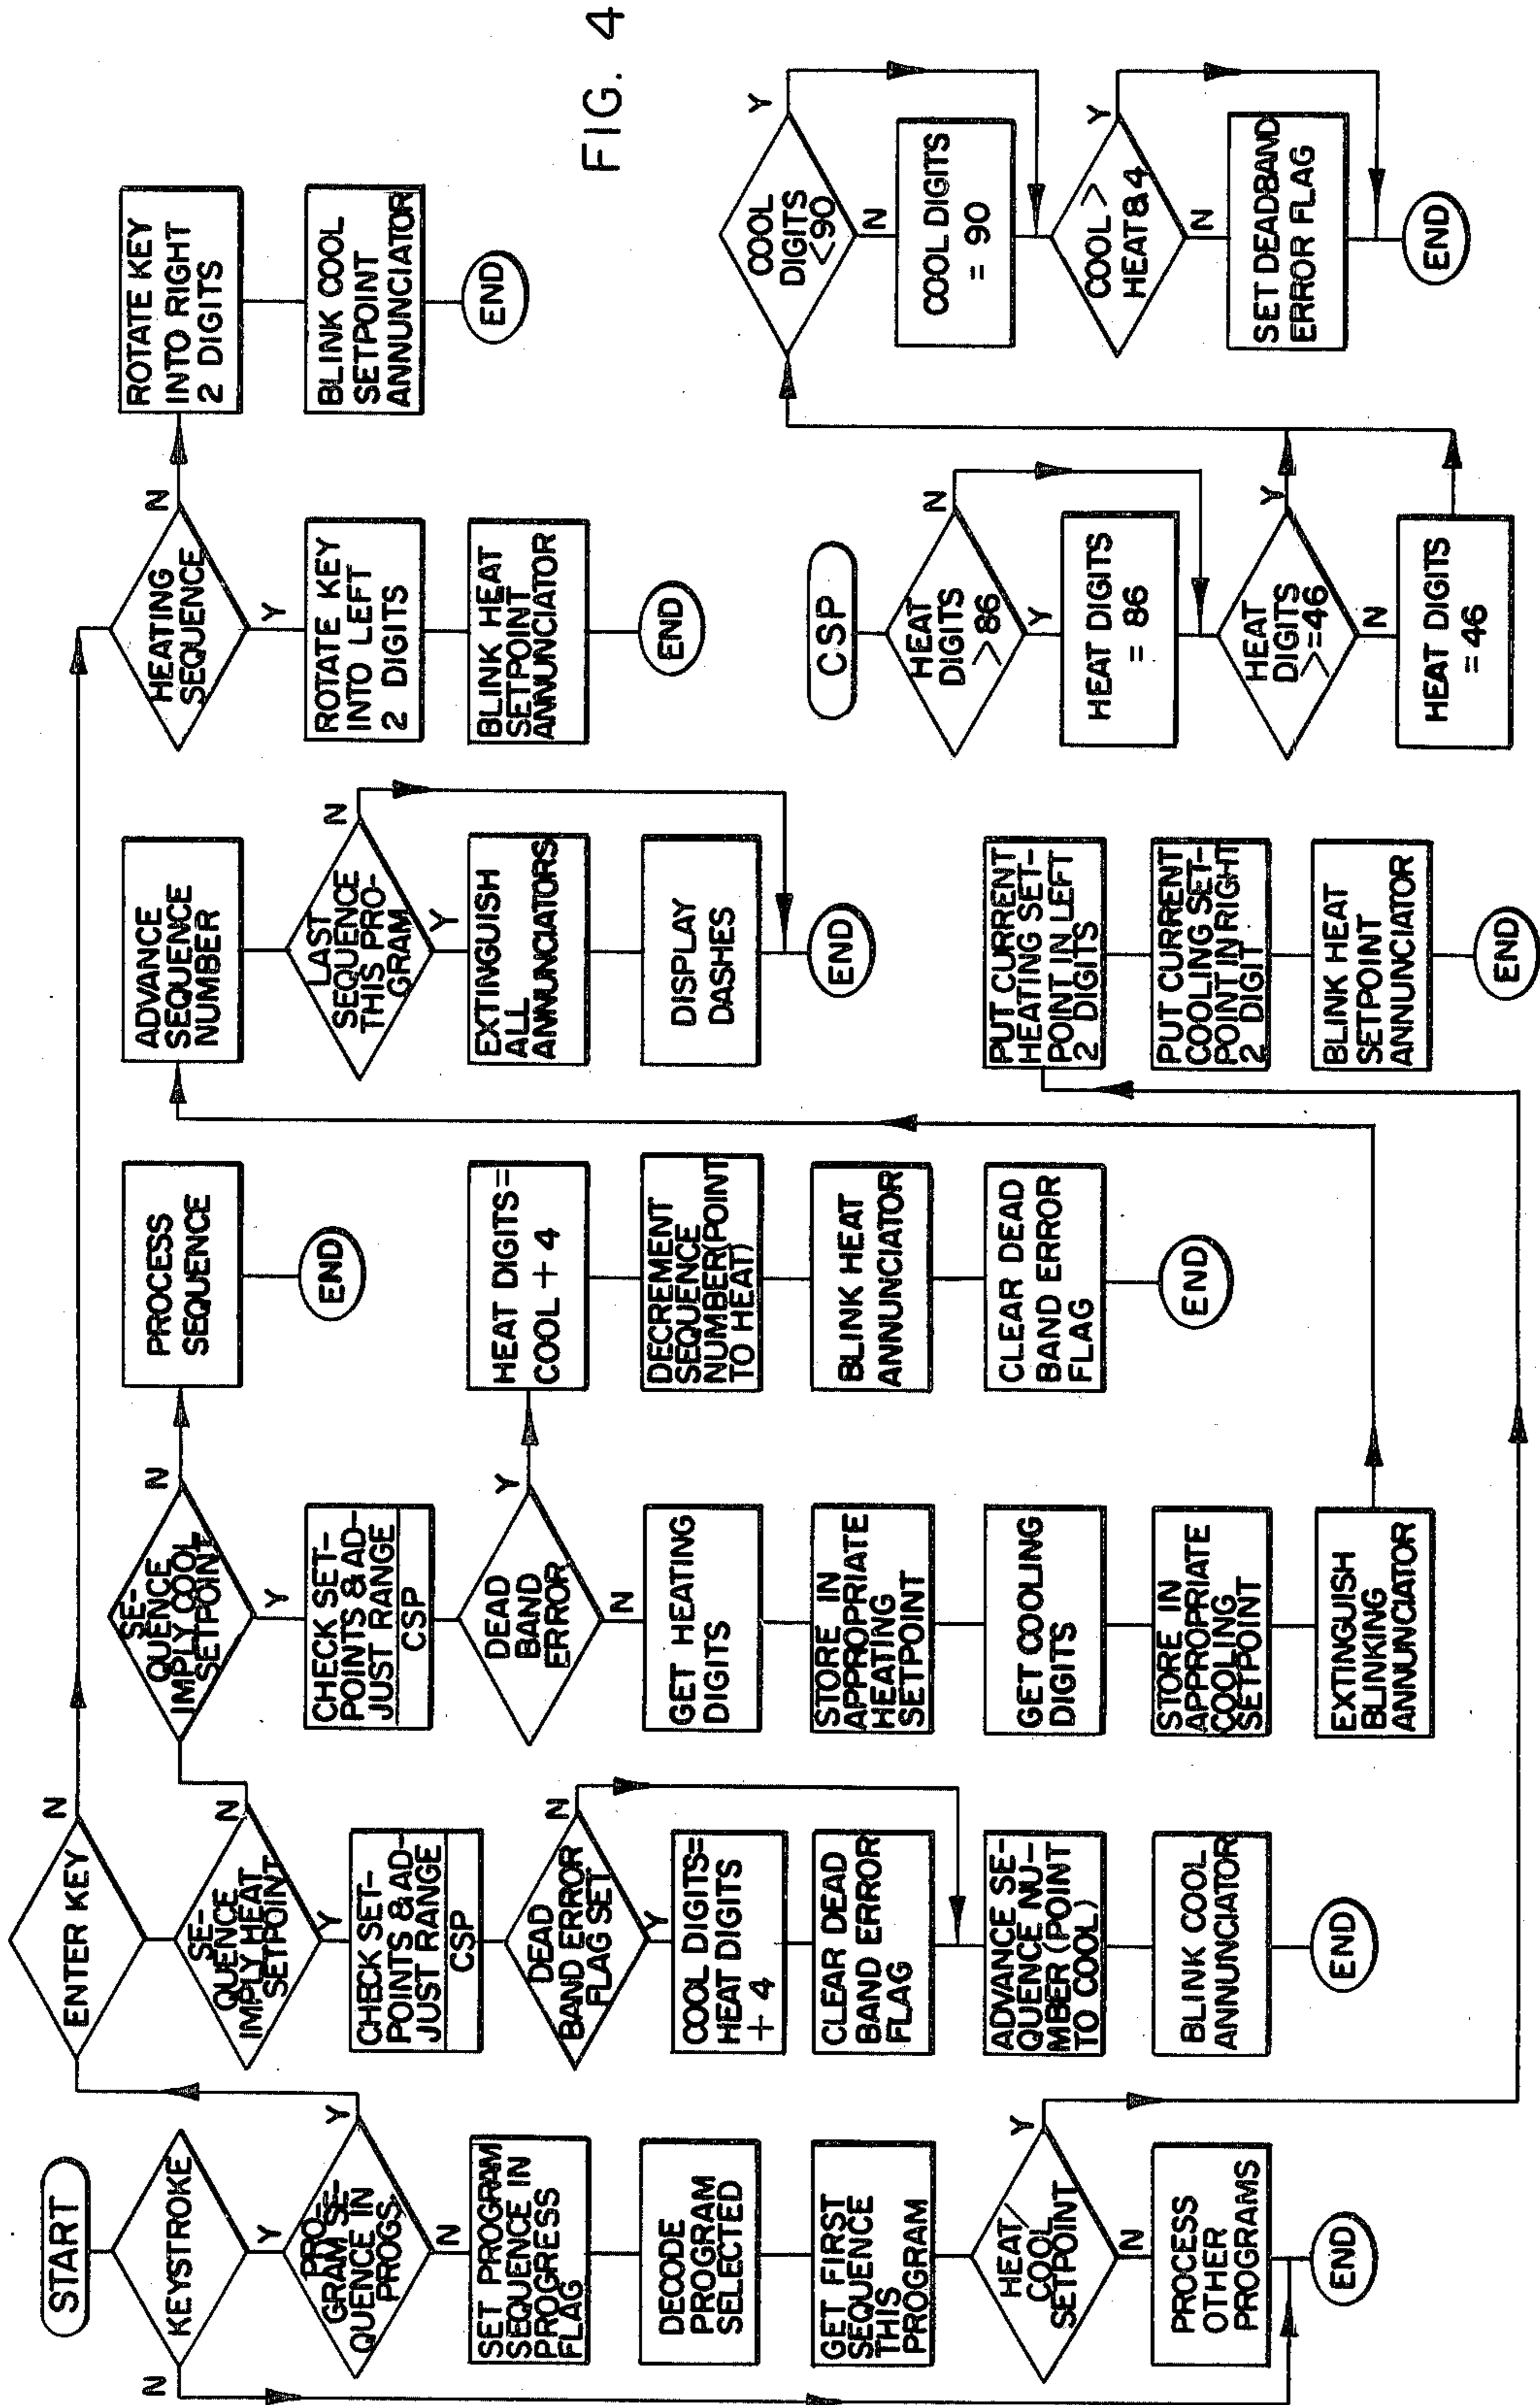 START
KEYSTROKE
N
Y
PRO-
GRAM SE-
QUENCE IN
PROGS.
Y
N
SET PROGRAM
SEQUENCE IN
PROGRESS
FLAG
DECODE
PROGRAM
SELECTED
GET FIRST
SEQUENCE
THIS
PROGRAM
HEAT/
COOL
SETPOINT
Y
N
PROCESS
OTHER
PROGRAMS
END
ENTER KEY
N
SE-
QUENCE
IMPLY HEAT
SETPOINT
N
Y
CHECK SET-
POINTS & AD-
JUST RANGE
CSP
DEAD
BAND ERROR
FLAG SET
N
Y
COOL DIGITS=
HEAT DIGITS
+ 4
CLEAR DEAD
BAND ERROR
FLAG
ADVANCE SE-
QUENCE NU-
MBER (POINT
TO COOL)
BLINK COOL
ANNUNCIATOR
END
SE-
QUENCE
IMPLY COOL
SETPOINT
N
Y
CHECK SET-
POINTS & AD-
JUST RANGE
CSP
DEAD
BAND
ERROR
Y
N
GET HEATING
DIGITS
STORE IN
APPROPRIATE
HEATING
SETPOINT
GET COOLING
DIGITS
STORE IN
APPROPRIATE
COOLING
SETPOINT
EXTINGUISH
BLINKING
ANNUNCIATOR
PROCESS
SEQUENCE
END
HEAT DIGITS=
COOL + 4
DECREMENT
SEQUENCE
NUMBER(POINT
TO HEAT)
BLINK HEAT
ANNUNCIATOR
CLEAR DEAD
BAND ERROR
FLAG
END
ADVANCE
SEQUENCE
NUMBER
LAST
SEQUENCE
THIS PRO-
GRAM
N
Y
EXTINGUISH
ALL
ANNUNCIATORS
DISPLAY
DASHES
END
PUT CURRENT
HEATING SET-
POINT IN LEFT
2 DIGITS
PUT CURRENT
COOLING SET-
POINT IN RIGHT
2 DIGIT
BLINK HEAT
SETPOINT
ANNUNCIATOR
END
HEATING
SEQUENCE
N
Y
ROTATE KEY
INTO LEFT
2 DIGITS
BLINK HEAT
SETPOINT
ANNUNCIATOR
END
ROTATE KEY
INTO RIGHT
2 DIGITS
BLINK COOL
SETPOINT
ANNUNCIATOR
END
CSP
HEAT
DIGITS
>86
N
Y
HEAT DIGITS
= 86
HEAT
DIGITS
>=46
Y
N
HEAT DIGITS
=46
COOL
DIGITS
<90
Y
N
COOL DIGITS
= 90
COOL >
HEAT&4
Y
N
SET DEADBAND
ERROR FLAG
END
FIG. 4